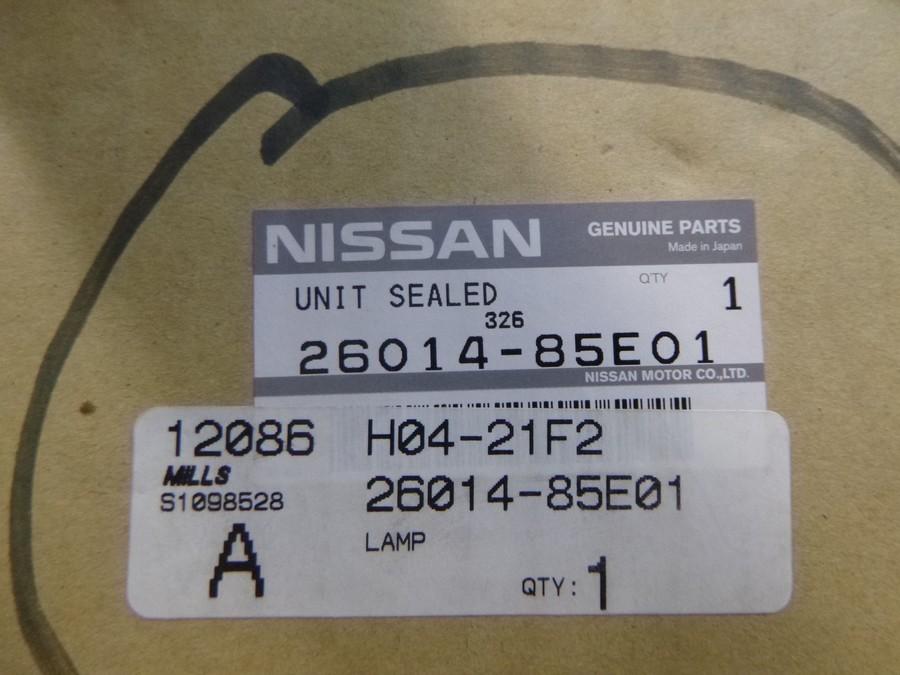 NISSAN GENUINE PARTS
Made in Japan
UNIT SEALED QTY 1
326
26014-85E01
NISSAN MOTOR CO.,LTD.
12086 H04-21F2
MILLS 26014-85E01
S1098528
A LAMP
QTY: 1